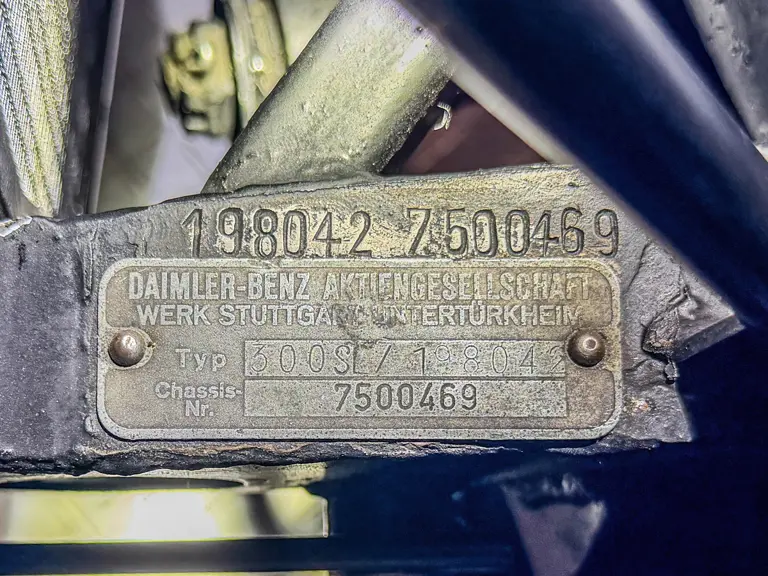 198042 7500469
DAIMLER-BENZ AKTIENGESELLSCHAFT
WERK STUTTGART-UNTERTÜRKHEIM
Typ 300SL/198042
Chassis-Nr. 7500469